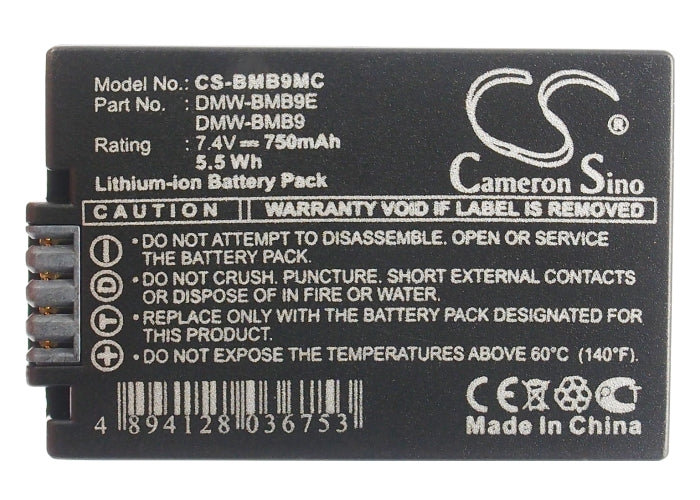 Model No.: CS-BMB9MC
Part No. : DMW-BMB9E
DMW-BMB9
Rating : 7.4V 750mAh
5.5 Wh
Lithium-ion Battery Pack
CS
®
Cameron Sino
CAUTION WARRANTY VOID IF LABEL IS REMOVED
• DO NOT ATTEMPT TO DISASSEMBLE. OPEN OR SERVICE
THE BATTERY PACK.
• DO NOT CRUSH. PUNCTURE. SHORT EXTERNAL CONTACTS
OR DISPOSE OF IN FIRE OR WATER.
• REPLACE ONLY WITH THE BATTERY PACK DESIGNATED FOR
THIS PRODUCT.
• DO NOT EXPOSE THE TEMPERATURES ABOVE 60°C (140°F).
D
T
4 894128 036753
CE
Made In China